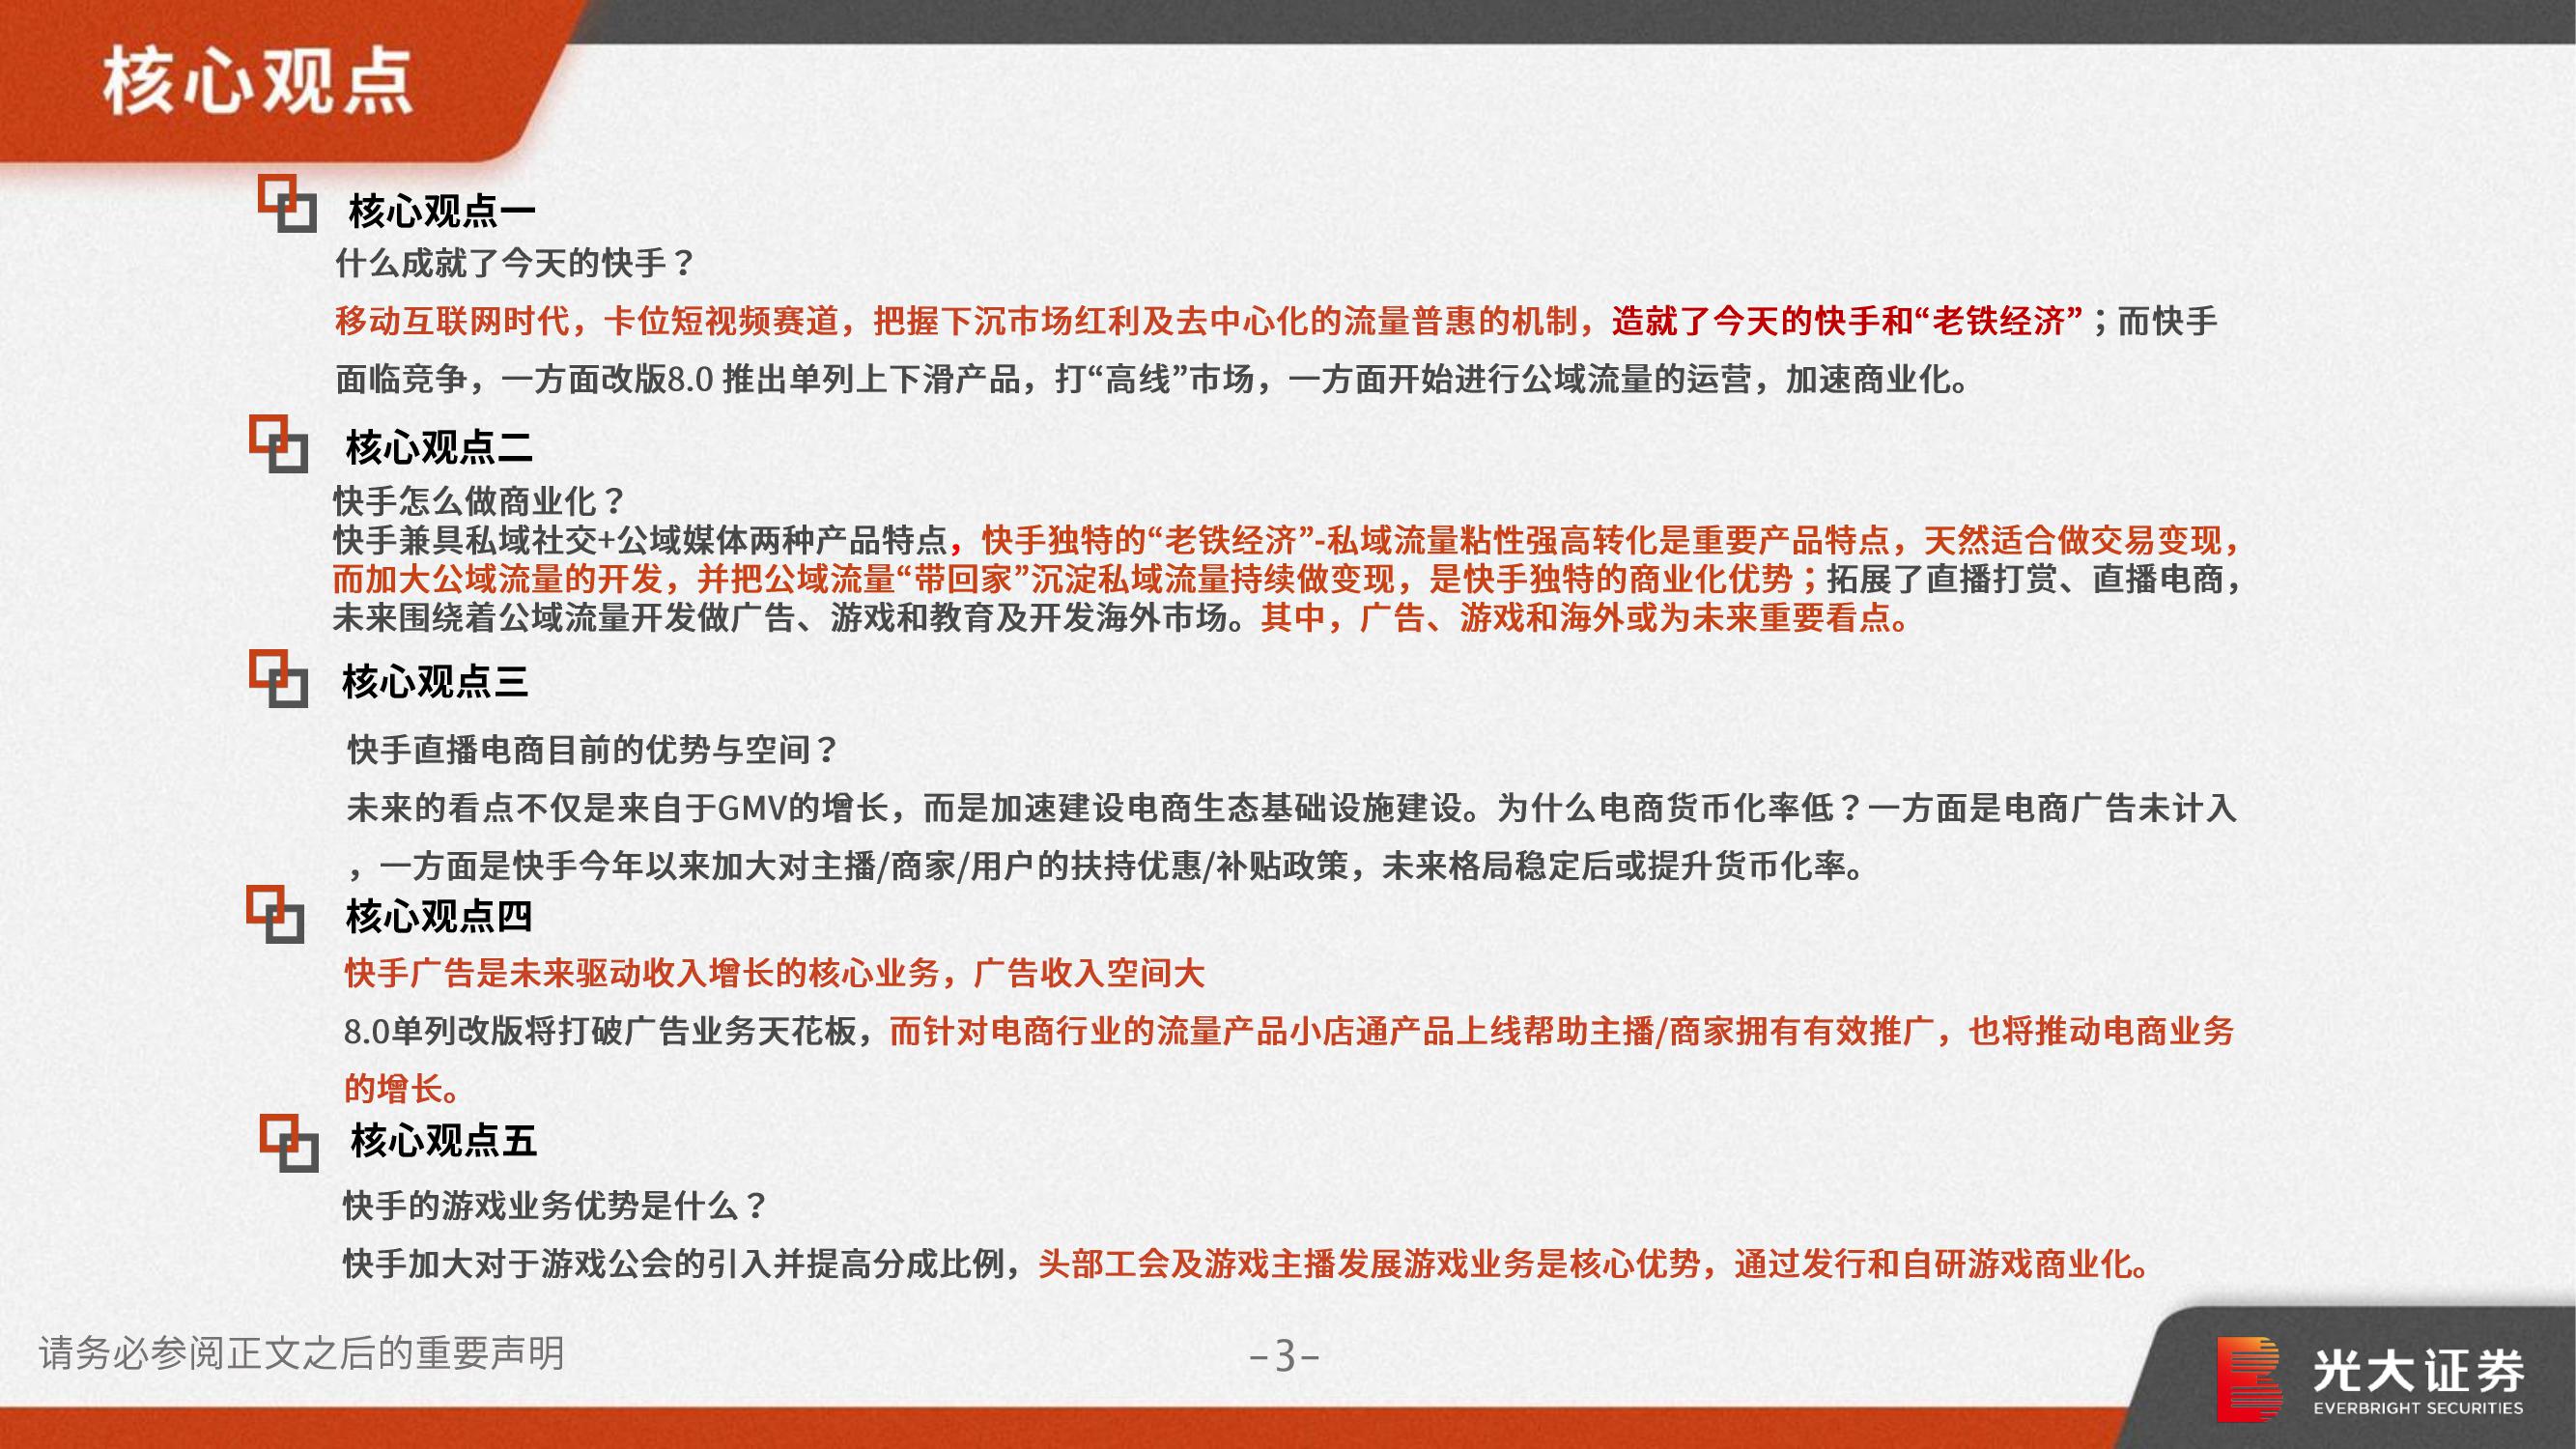 核心观点
核心观点一
什么成就了今天的快手？
移动互联网时代，卡位短视频赛道，把握下沉市场红利及去中心化的流量普惠的机制，造就了今天的快手和“老铁经济”；而快手
面临竞争，一方面改版8.0 推出单列上下滑产品，打“高线”市场，一方面开始进行公域流量的运营，加速商业化。
核心观点二
快手怎么做商业化？
快手兼具私域社交+公域媒体两种产品特点，快手独特的“老铁经济”-私域流量粘性强高转化是重要产品特点，天然适合做交易变现，
而加大公域流量的开发，并把公域流量“带回家”沉淀私域流量持续做变现，是快手独特的商业化优势；拓展了直播打赏、直播电商，
未来围绕着公域流量开发做广告、游戏和教育及开发海外市场。其中，广告、游戏和海外或为未来重要看点。
核心观点三
快手直播电商目前的优势与空间？
未来的看点不仅是来自于GMV的增长，而是加速建设电商生态基础设施建设。为什么电商货币化率低？一方面是电商广告未计入
，一方面是快手今年以来加大对主播/商家/用户的扶持优惠/补贴政策，未来格局稳定后或提升货币化率。
核心观点四
快手广告是未来驱动收入增长的核心业务，广告收入空间大
8.0单列改版将打破广告业务天花板，而针对电商行业的流量产品小店通产品上线帮助主播/商家拥有有效推广，也将推动电商业务
的增长。
核心观点五
快手的游戏业务优势是什么？
快手加大对于游戏公会的引入并提高分成比例，头部工会及游戏主播发展游戏业务是核心优势，通过发行和自研游戏商业化。
请务必参阅正文之后的重要声明
-3-
光大证券
EVERBRIGHT SECURITIES